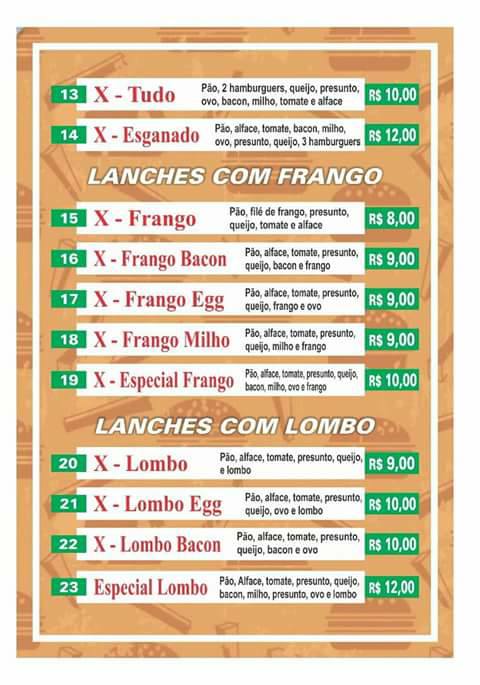 13 X - Tudo Pão, 2 hamburguers, queijo, presunto, R$ 10,00
ovo, bacon, milho, tomate e alface
14 X - Esganado Pão, alface, tomate, bacon, milho, R$ 12,00
ovo, presunto, queijo, 3 hamburguers
LANCHES COM FRANGO
15 X - Frango Pão, filé de frango, presunto, R$ 8,00
queijo, tomate e alface
16 X - Frango Bacon Pão, alface, tomate, presunto, R$ 9,00
queijo, bacon e frango
17 X - Frango Egg Pão, alface, tomate, presunto, R$ 9,00
queijo, frango e ovo
18 X - Frango Milho Pão, alface, tomate, presunto, R$ 9,00
queijo, milho e frango
19 X - Especial Frango Pão, alface, tomate, presunto, queijo, R$ 10,00
bacon, milho, ovo e frango
LANCHES COM LOMBO
20 X - Lombo Pão, alface, tomate, presunto, queijo, R$ 9,00
e lombo
21 X - Lombo Egg Pão, alface, tomate, presunto, R$ 10,00
queijo, ovo e lombo
22 X - Lombo Bacon Pão, alface, tomate, presunto, R$ 10,00
queijo, bacon e ovo
23 Especial Lombo Pão, Alface, tomate, presunto, queijo, R$ 12,00
bacon, milho, presunto, ovo e lombo